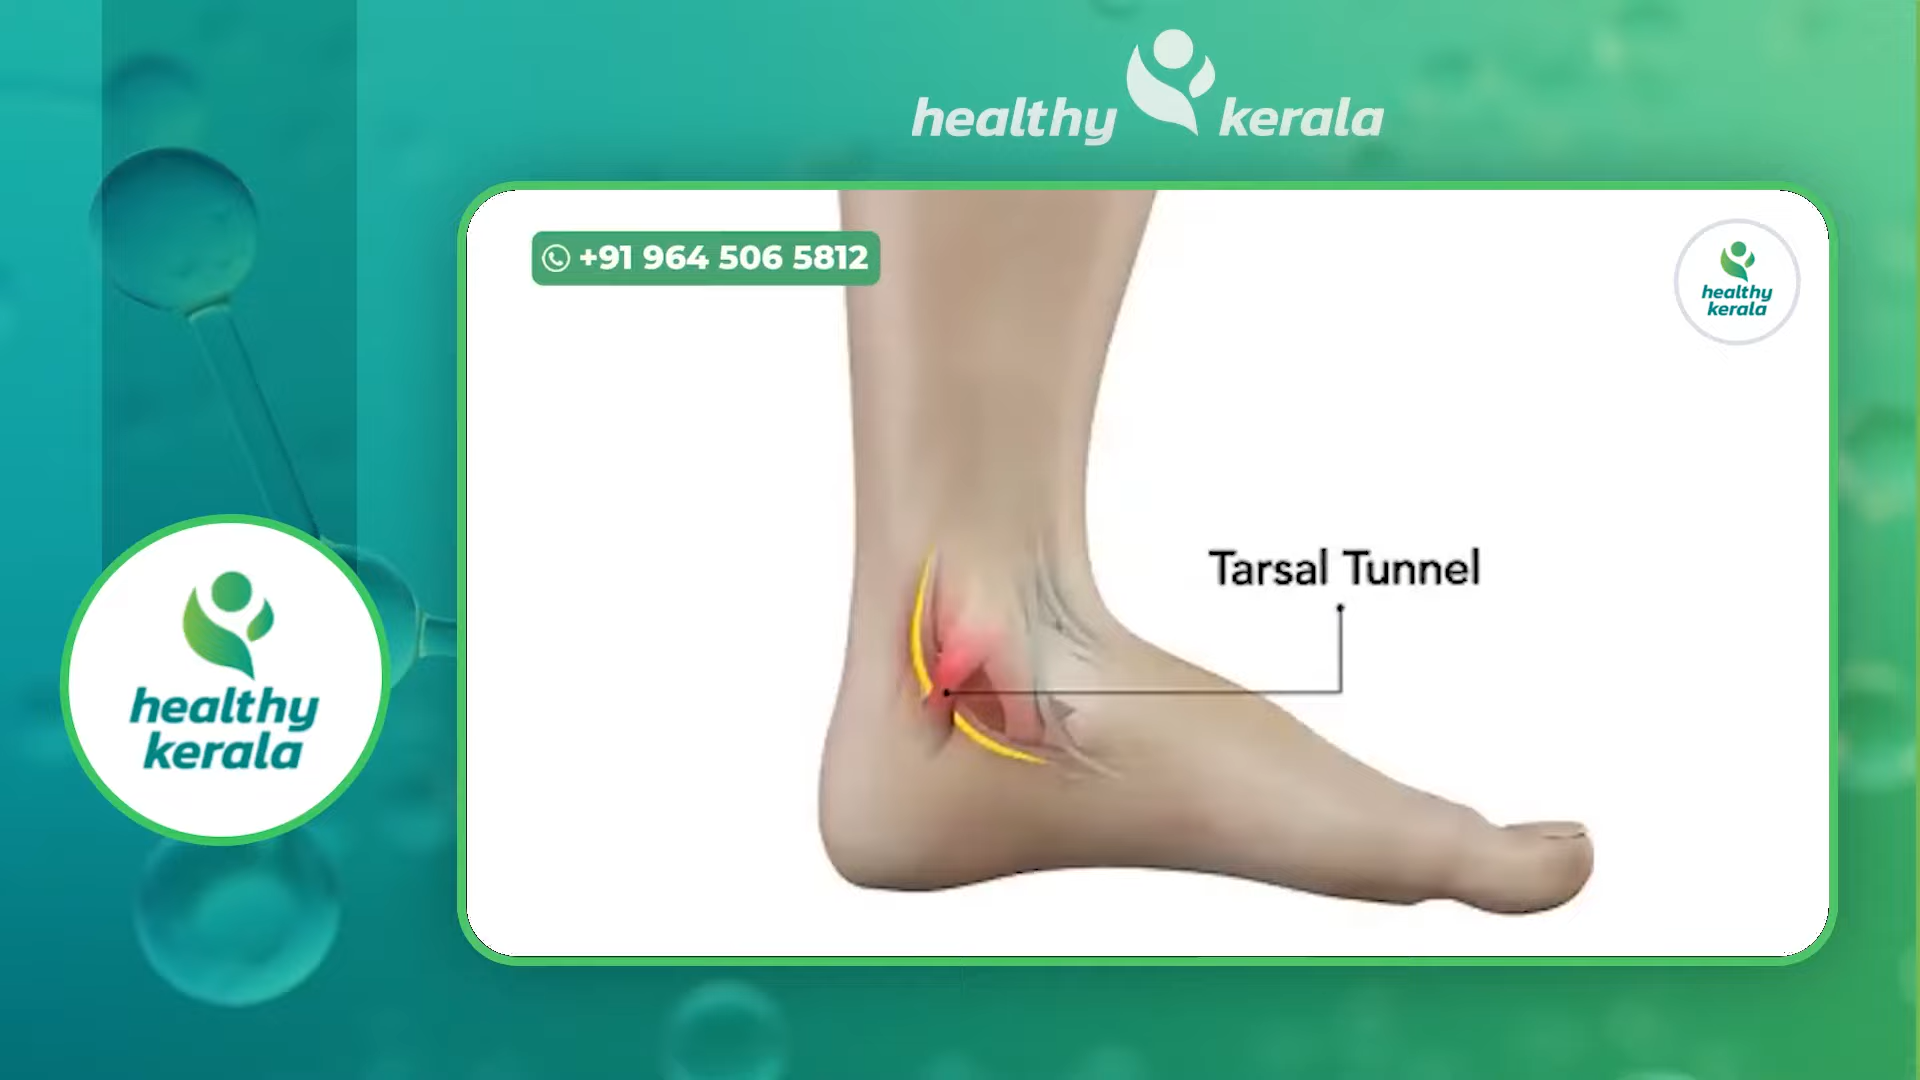 healthy kerala
+91 964 506 5812
healthy
kerala
Tarsal Tunnel
healthy
kerala